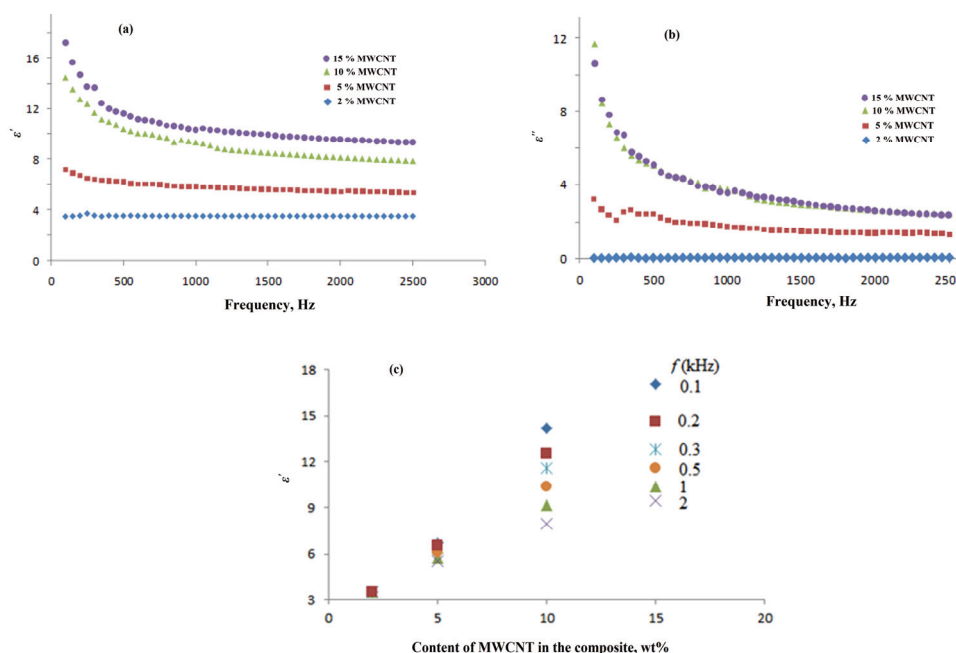 (a)
16
12
8
4
0
ε'
15 % MWCNT
10 % MWCNT
5 % MWCNT
2 % MWCNT
0
500
1000
1500
2000
2500
3000
Frequency, Hz
(b)
12
8
4
0
ε''
15 % MWCNT
10 % MWCNT
5 % MWCNT
2 % MWCNT
0
500
1000
1500
2000
2500
Frequency, Hz
(c)
18
15
12
9
6
3
ε'
f (kHz)
0.1
0.2
0.3
0.5
1
2
0
5
10
15
20
Content of MWCNT in the composite, wt%